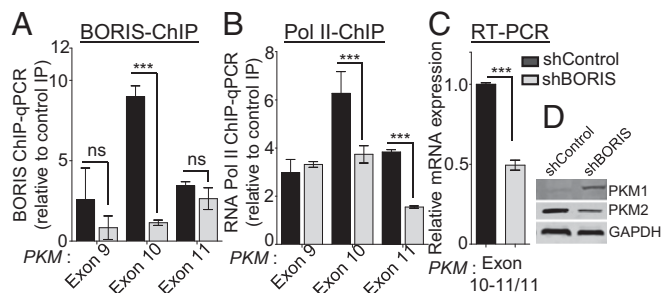 A
BORIS-ChIP
BORIS ChIP-qPCR
(relative to control IP)
12
8
4
0
ns
***
ns
PKM :
Exon 9
Exon 10
Exon 11
B
Pol II-ChIP
RNA Pol II ChIP-qPCR
(relative to control IP)
10
7.5
5
2.5
0
***
***
PKM :
Exon 9
Exon 10
Exon 11
C
RT-PCR
Relative mRNA expression
1.0
0.5
0
***
shControl
shBORIS
PKM :
Exon
10-11/11
D
shControl
shBORIS
PKM1
PKM2
GAPDH